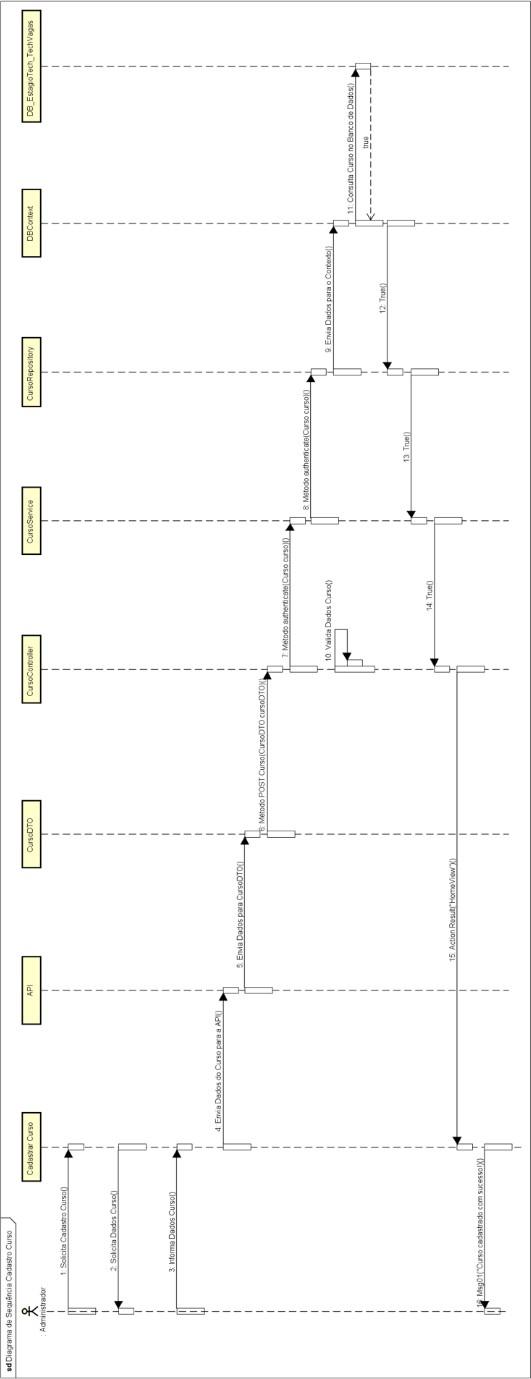 sd Diagrama de Sequência Cadastro Curso
: Administrador
Cadastrar Curso
API
CursoDTO
CursoController
CursoService
CursoRepository
DBContext
DB_EstagioTech_TechVagas
1: Solicita Cadastro Curso()
2: Solicita Dados Curso()
3: Informa Dados Curso()
4: Envia Dados do Curso para a API()
5: Envia Dados para CursoDTO()
6: Método POST Curso(CursoDTO cursoDTO)()
7: Método authenticate(Curso curso)()
8: Método authenticate(Curso curso)()
9: Envia Dados para o Contexto()
10: Valida Dados Curso()
11: Consulta Curso no Banco de Dados()
true
12: True()
13: True()
14: True()
15: Action Result("HomeView")()
16: Msg01("Curso cadastrado com sucesso!)()